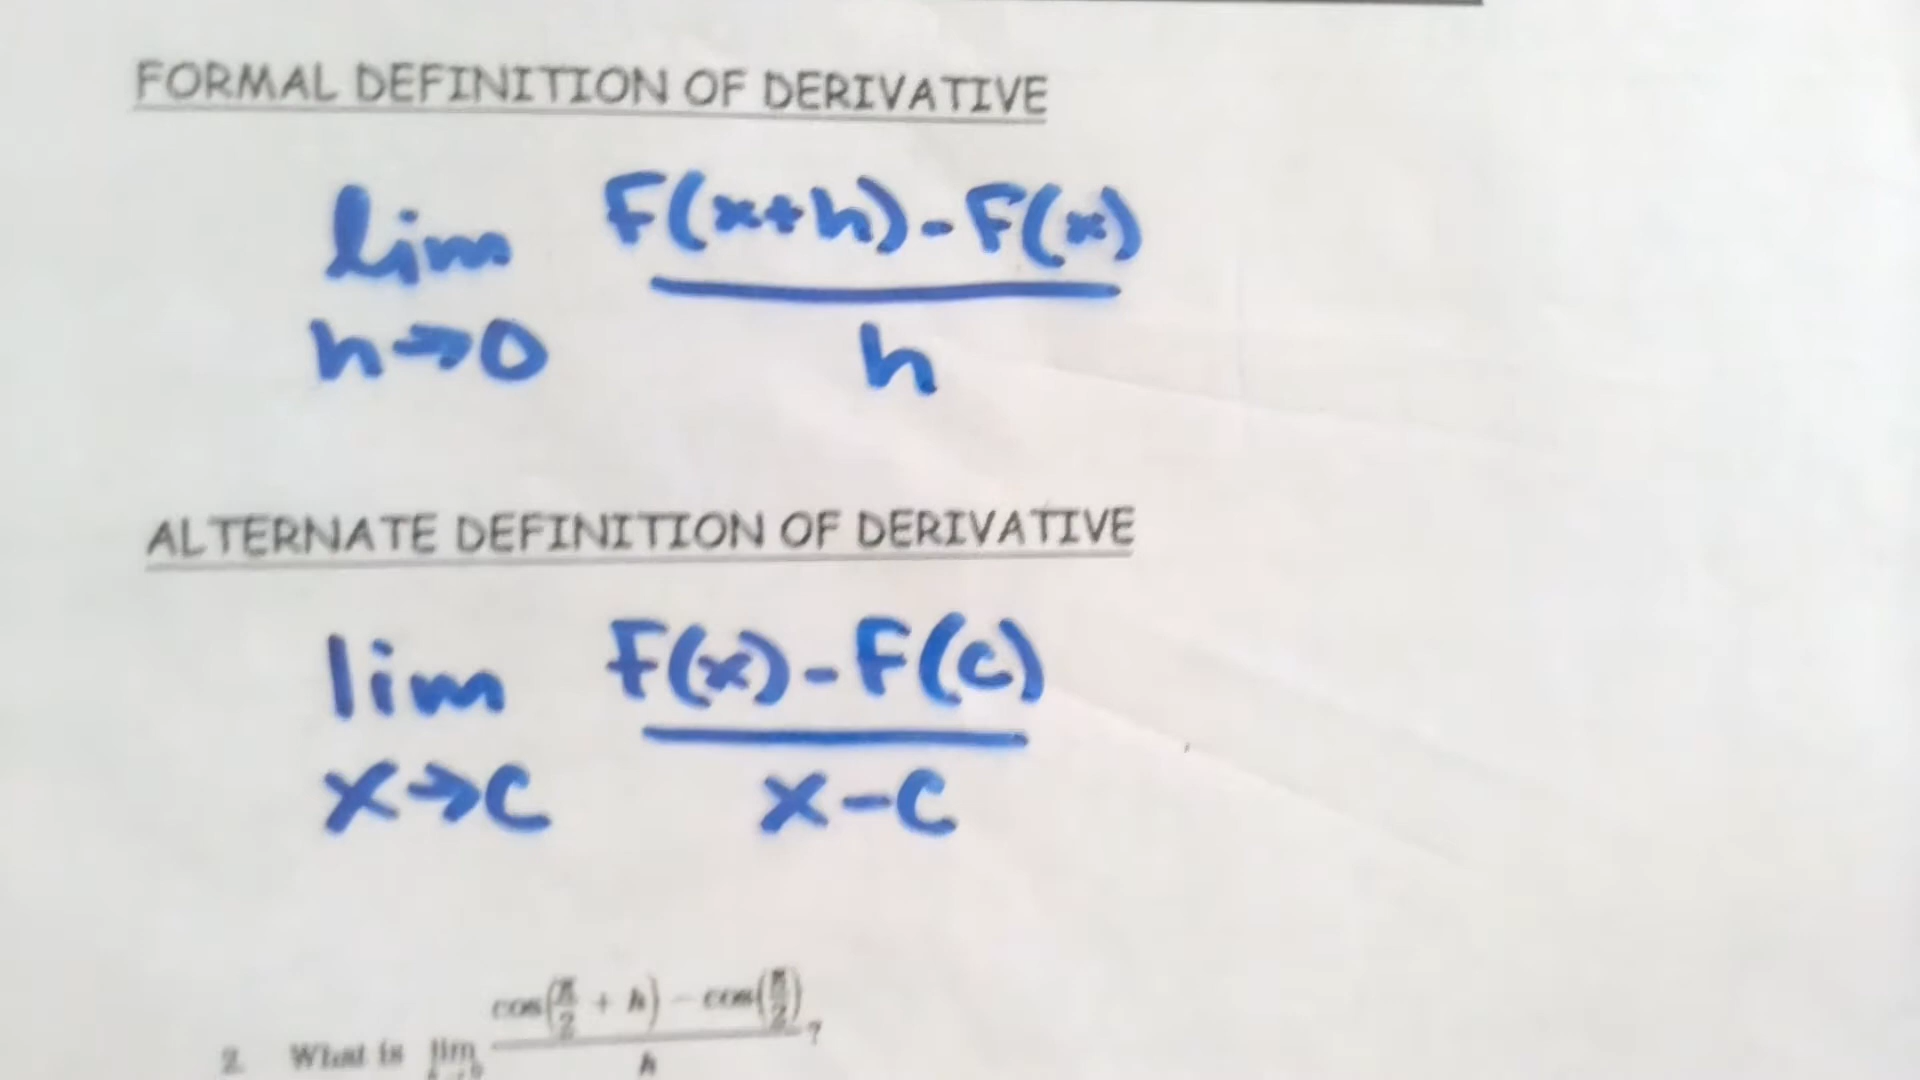 FORMAL DEFINITION OF DERIVATIVE
lim F(x+h)-F(x)
h→0 h
ALTERNATE DEFINITION OF DERIVATIVE
lim F(x)-F(c)
x→c x-c
cos(π/2 + h) - cos(π/2)
2. What is lim ?
h